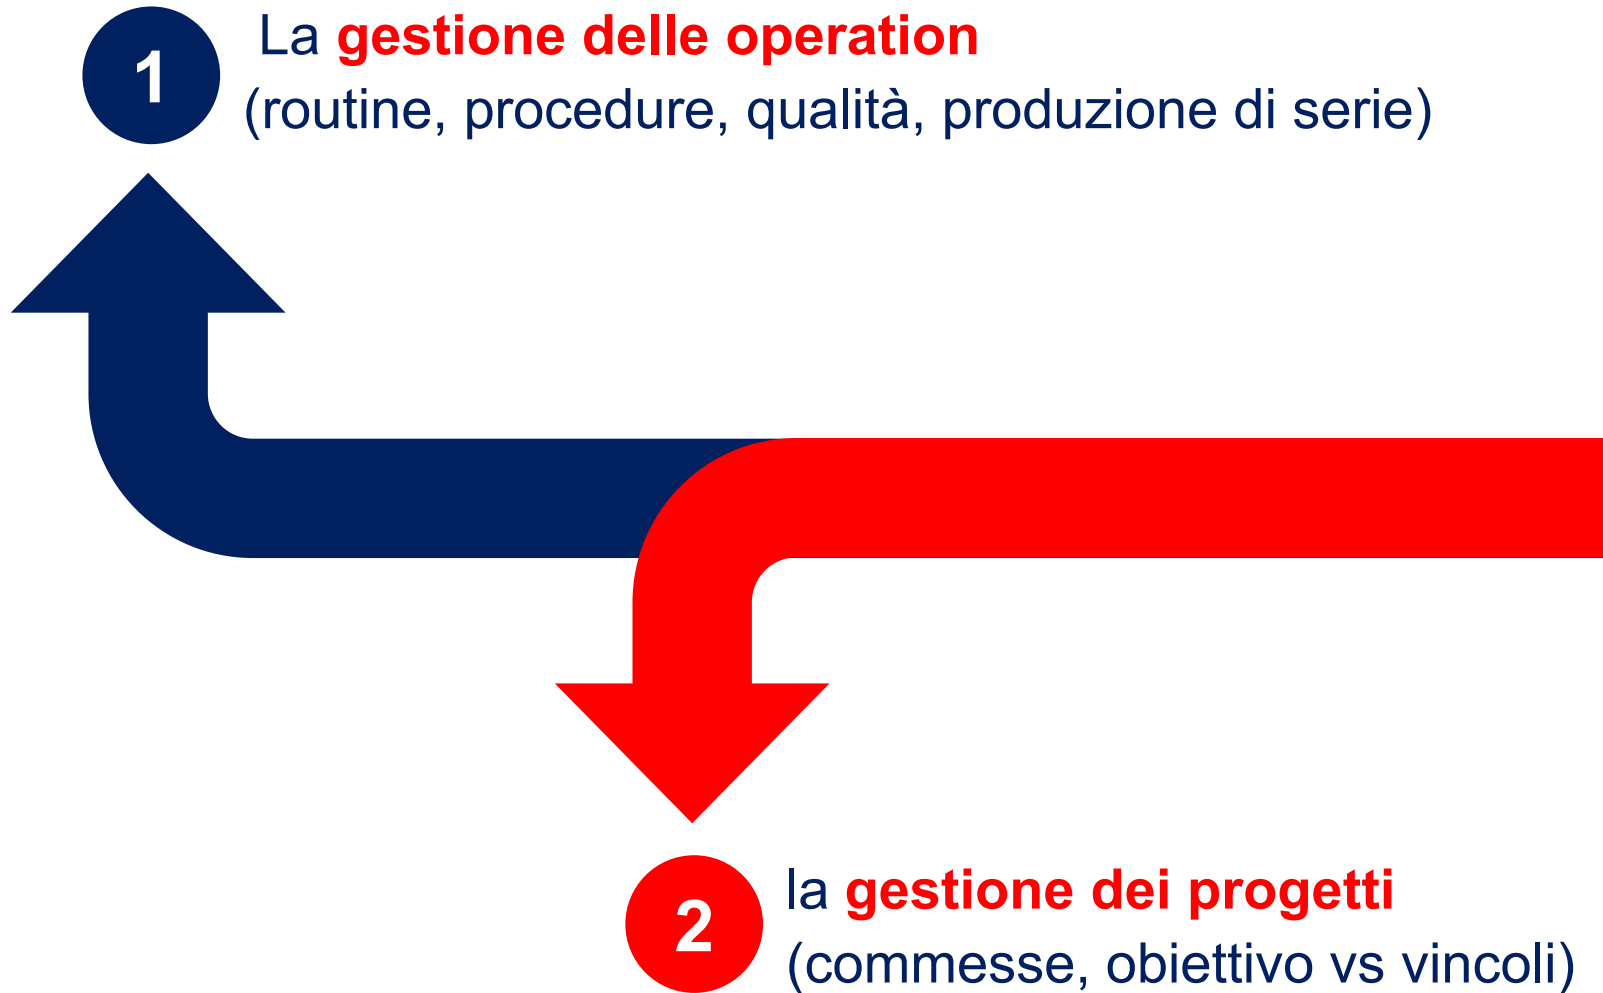 1
La gestione delle operation
(routine, procedure, qualità, produzione di serie)
2
la gestione dei progetti
(commesse, obiettivo vs vincoli)